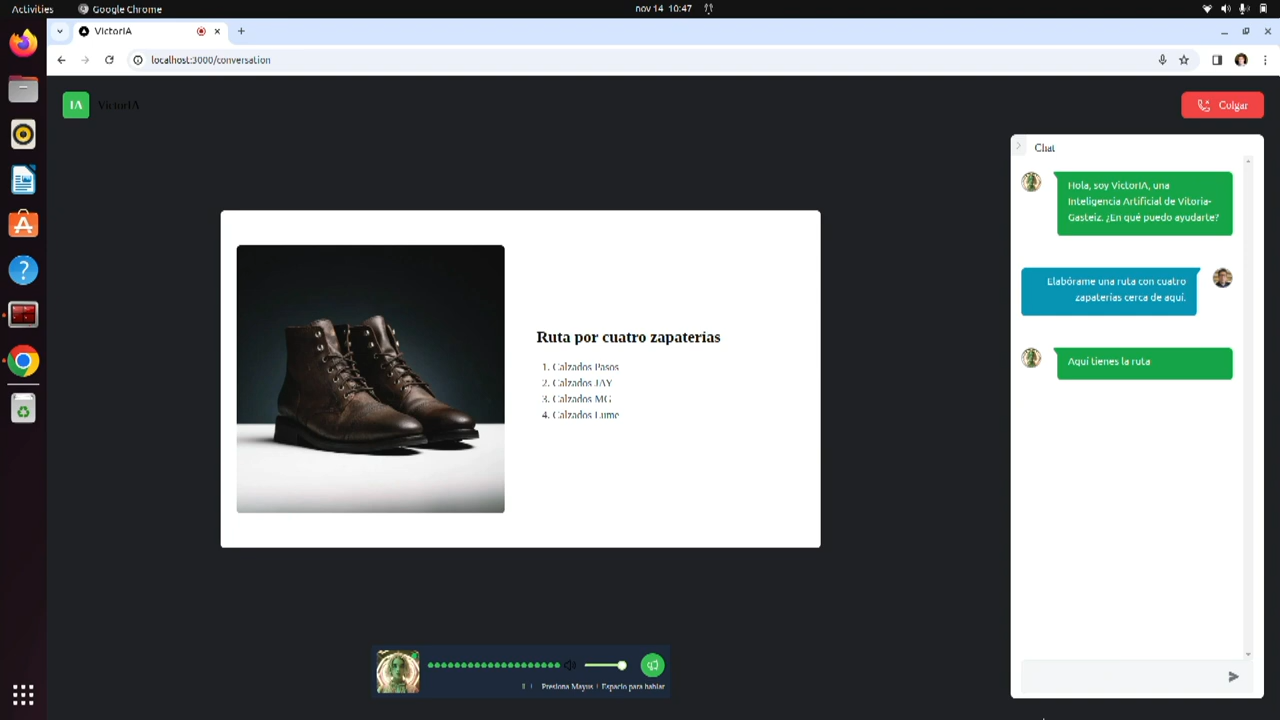 Activities
Google Chrome
nov 14 10:47
VictorIA
localhost:3000/conversation
IA VictorIA
Colgar
Chat
Hola, soy VictorIA, una
Inteligencia Artificial de Vitoria-
Gasteiz. ¿En qué puedo ayudarte?
Elabórame una ruta con cuatro
zapaterías cerca de aquí.
Aquí tienes la ruta
Ruta por cuatro zapaterías
1. Calzados Pasos
2. Calzados JAY
3. Calzados MG
4. Calzados Lume
Presiona Mayus + Espacio para hablar